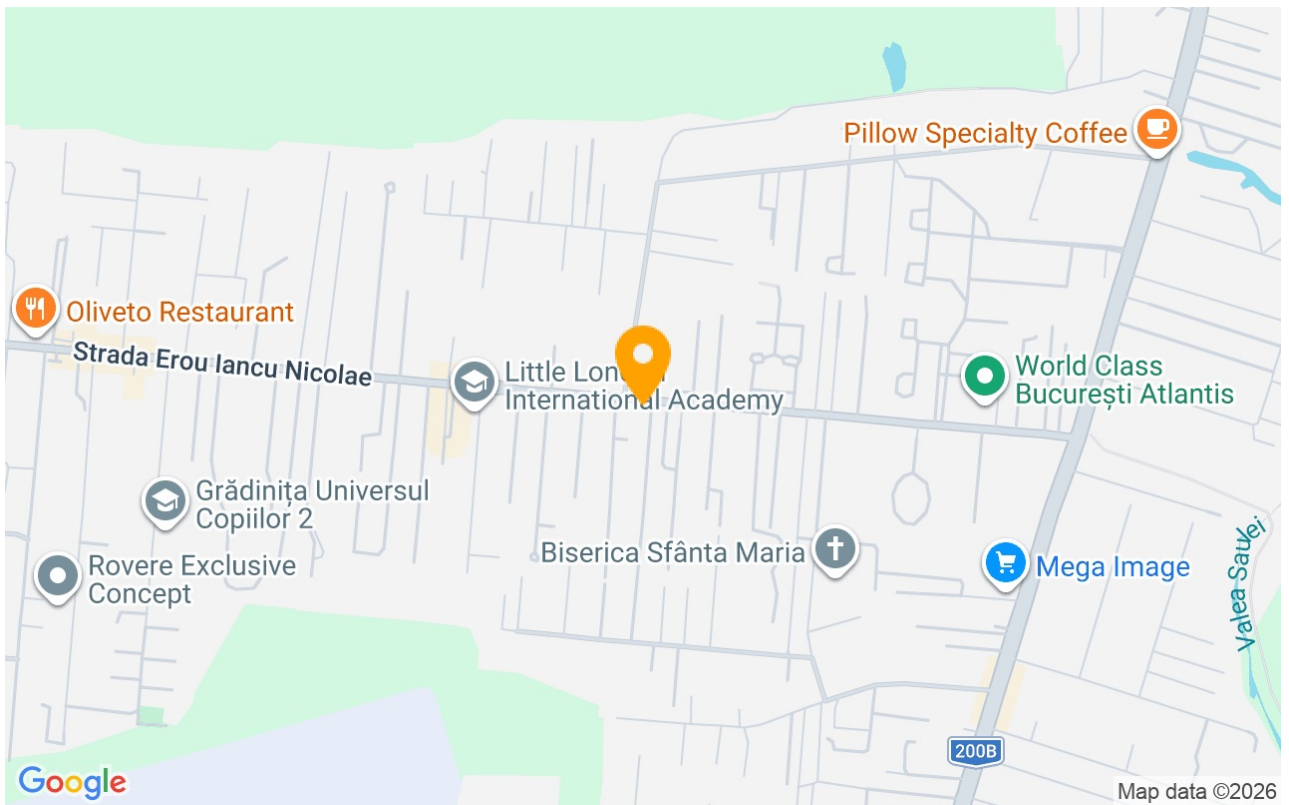 Pillow Specialty Coffee
Oliveto Restaurant
Strada Erou Iancu Nicolae
Little London
International Academy
World Class
București Atlantis
Grădinița Universul
Copiilor 2
Biserica Sfânta Maria
Rovere Exclusive
Concept
Mega Image
Valea Saulei
200B
Google
Map data ©2026